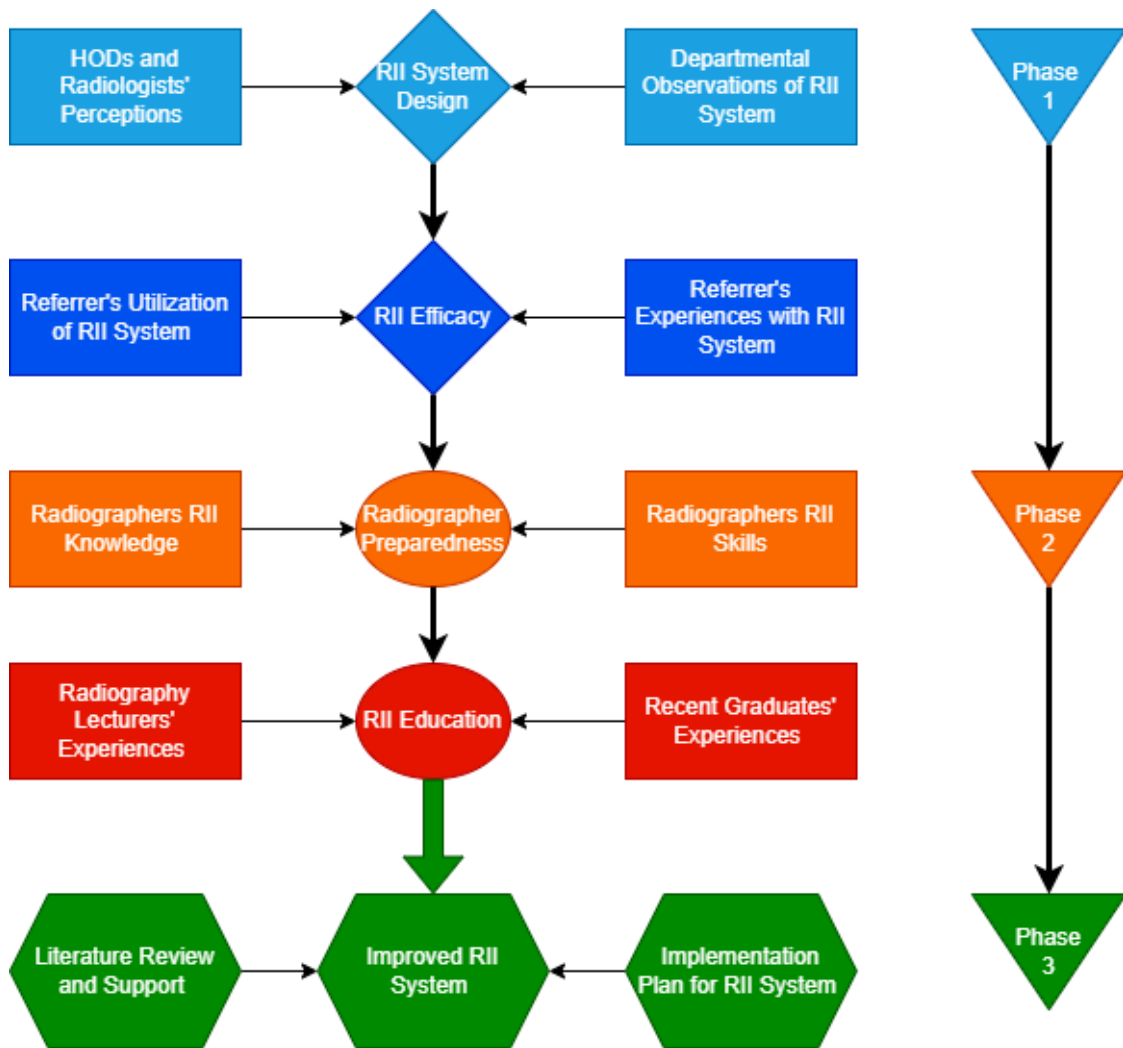 HODs and
Radiologists'
Perceptions
RII System
Design
Departmental
Observations of RII
System
Phase
1
Referrer's Utilization
of RII System
RII Efficacy
Referrer's
Experiences with RII
System
Radiographers RII
Knowledge
Radiographer
Preparedness
Radiographers RII
Skills
Phase
2
Radiography
Lecturers'
Experiences
RII Education
Recent Graduates'
Experiences
Literature Review
and Support
Improved RII
System
Implementation
Plan for RII System
Phase
3